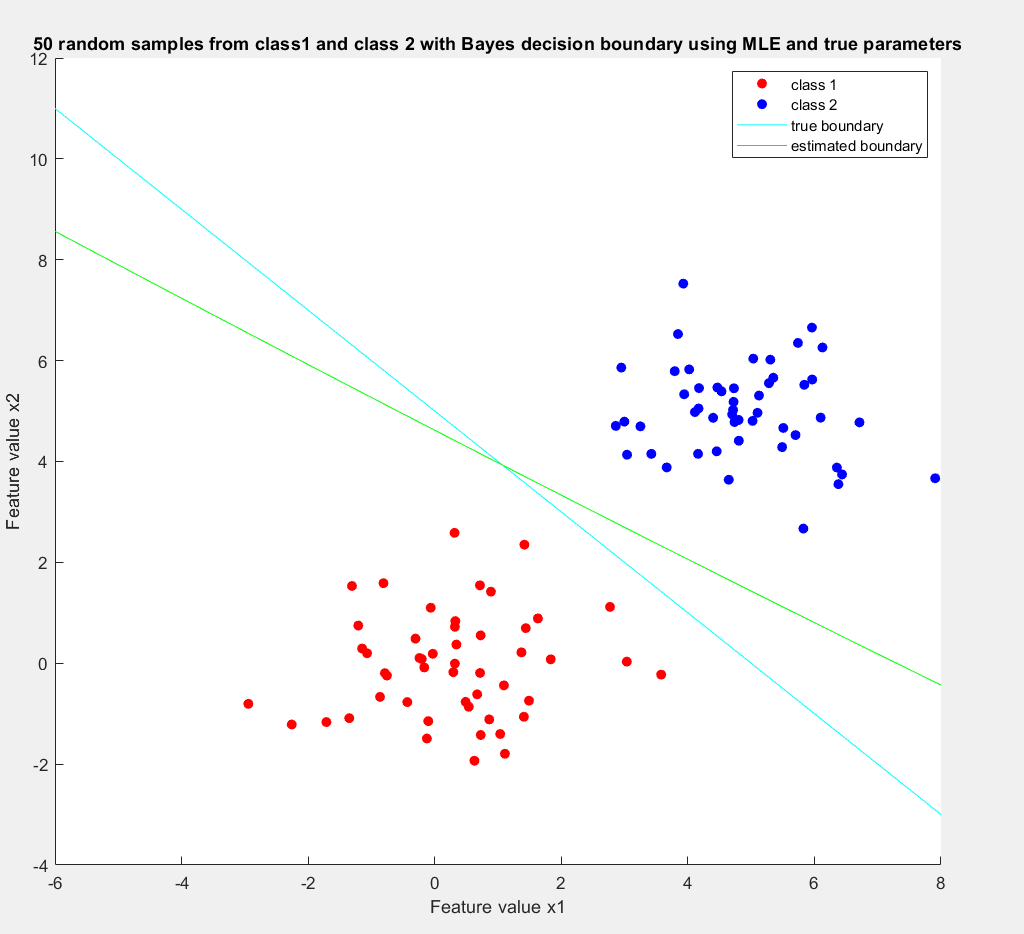 50 random samples from class1 and class 2 with Bayes decision boundary using MLE and true parameters
class 1
class 2
true boundary
estimated boundary
12
10
8
6
4
2
0
-2
-4
Feature value x2
-6
-4
-2
0
2
4
6
8
Feature value x1